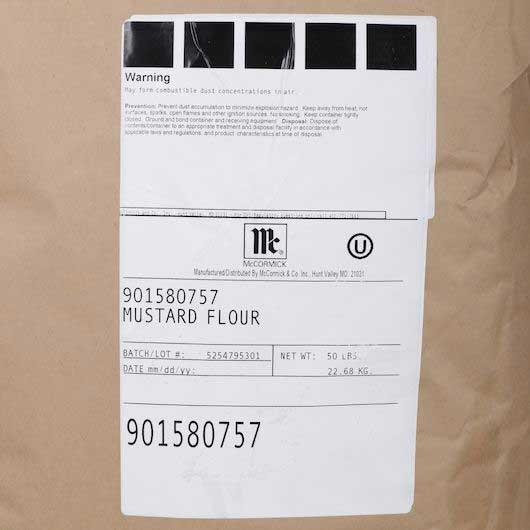 Warning
May form combustible dust concentrations in air.
Prevention: Prevent dust accumulation to minimize explosion hazard. Keep away from heat, hot
surfaces, sparks, open flames and other ignition sources. No smoking. Keep container tightly
closed. Ground and bond container and receiving equipment. Disposal: Dispose of
contents/container to an appropriate treatment and disposal facility in accordance with
applicable laws and regulations, and product characteristics at time of disposal.
Mc
McCORMICK
U
Manufactured/Distributed By McCormick & Co. Inc., Hunt Valley MD. 21031
901580757
MUSTARD FLOUR
BATCH/LOT #: 5254795301 NET WT: 50 LBS.
DATE mm/dd/yy: 22.68 KG.
901580757